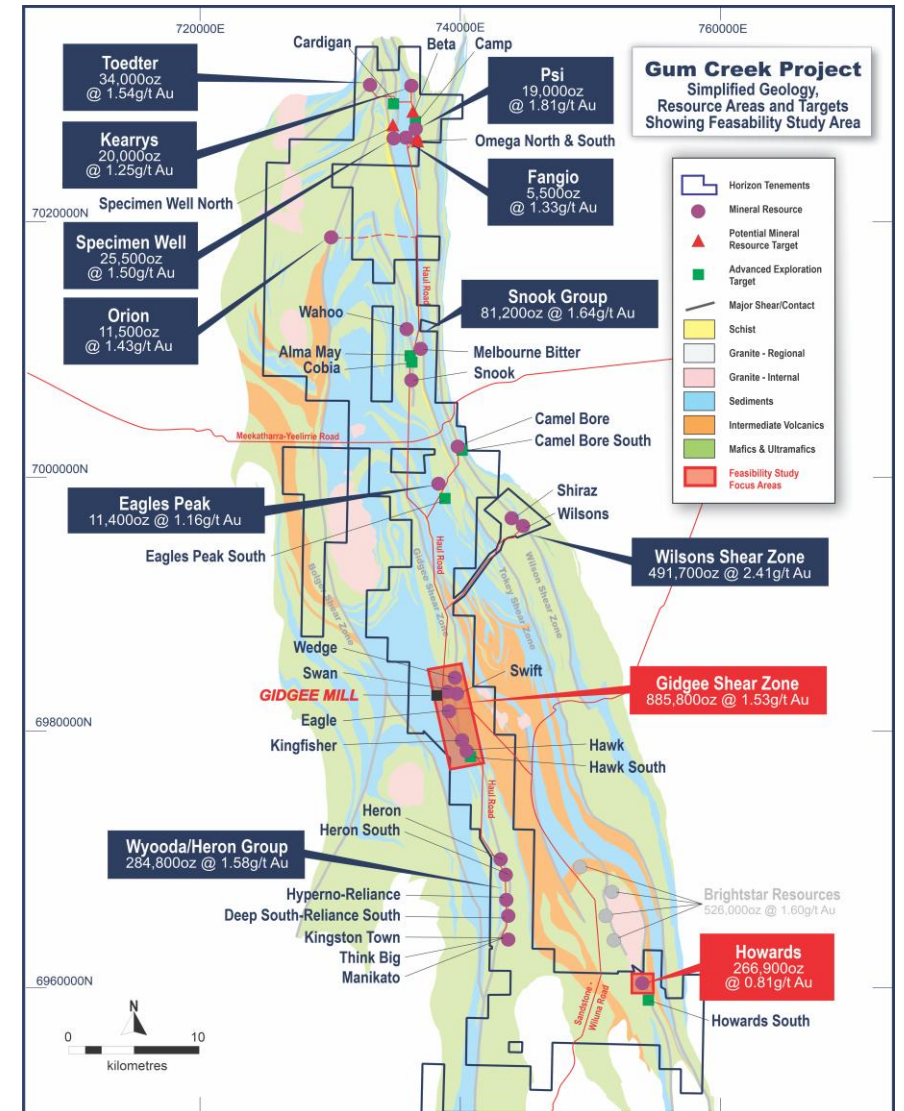 720000E
740000E
760000E
Cardigan
Beta
Camp
Toedter
34,000oz
@ 1.54g/t Au
Psi
19,000oz
@ 1.81g/t Au
Gum Creek Project
Simplified Geology,
Resource Areas and Targets
Showing Feasability Study Area
Kearrys
20,000oz
@ 1.25g/t Au
Omega North & South
Fangio
5,500oz
@ 1.33g/t Au
Specimen Well North
7020000N
Specimen Well
25,500oz
@ 1.50g/t Au
Orion
11,500oz
@ 1.43g/t Au
Haul Road
Snook Group
81,200oz @ 1.64g/t Au
Wahoo
Alma May
Cobia
Melbourne Bitter
Snook
Horizon Tenements
Mineral Resource
Potential Mineral
Resource Target
Advanced Exploration
Target
Major Shear/Contact
Schist
Granite - Regional
Granite - Internal
Sediments
Intermediate Volcanics
Mafics & Ultramafics
Feasibility Study
Focus Areas
Meekatharra-Yeelirrie Road
Camel Bore
Camel Bore South
7000000N
Eagles Peak
11,400oz @ 1.16g/t Au
Shiraz
Wilsons
Eagles Peak South
Haul Road
Wilsons Shear Zone
491,700oz @ 2.41g/t Au
Bolger Shear Zone
Gidgee Shear Zone
Tokey Shear Zone
Wilson Shear Zone
Wedge
Swan
GIDGEE MILL
Swift
Gidgee Shear Zone
885,800oz @ 1.53g/t Au
Eagle
6980000N
Kingfisher
Hawk
Hawk South
Haul Road
Heron
Heron South
Wyooda/Heron Group
284,800oz @ 1.58g/t Au
Hyperno-Reliance
Deep South-Reliance South
Kingston Town
Think Big
Manikato
Brightstar Resources
526,000oz @ 1.60g/t Au
6960000N
Howards
266,900oz
@ 0.81g/t Au
Howards South
Sandstone -
Wiluna Road
N
0
10
kilometres